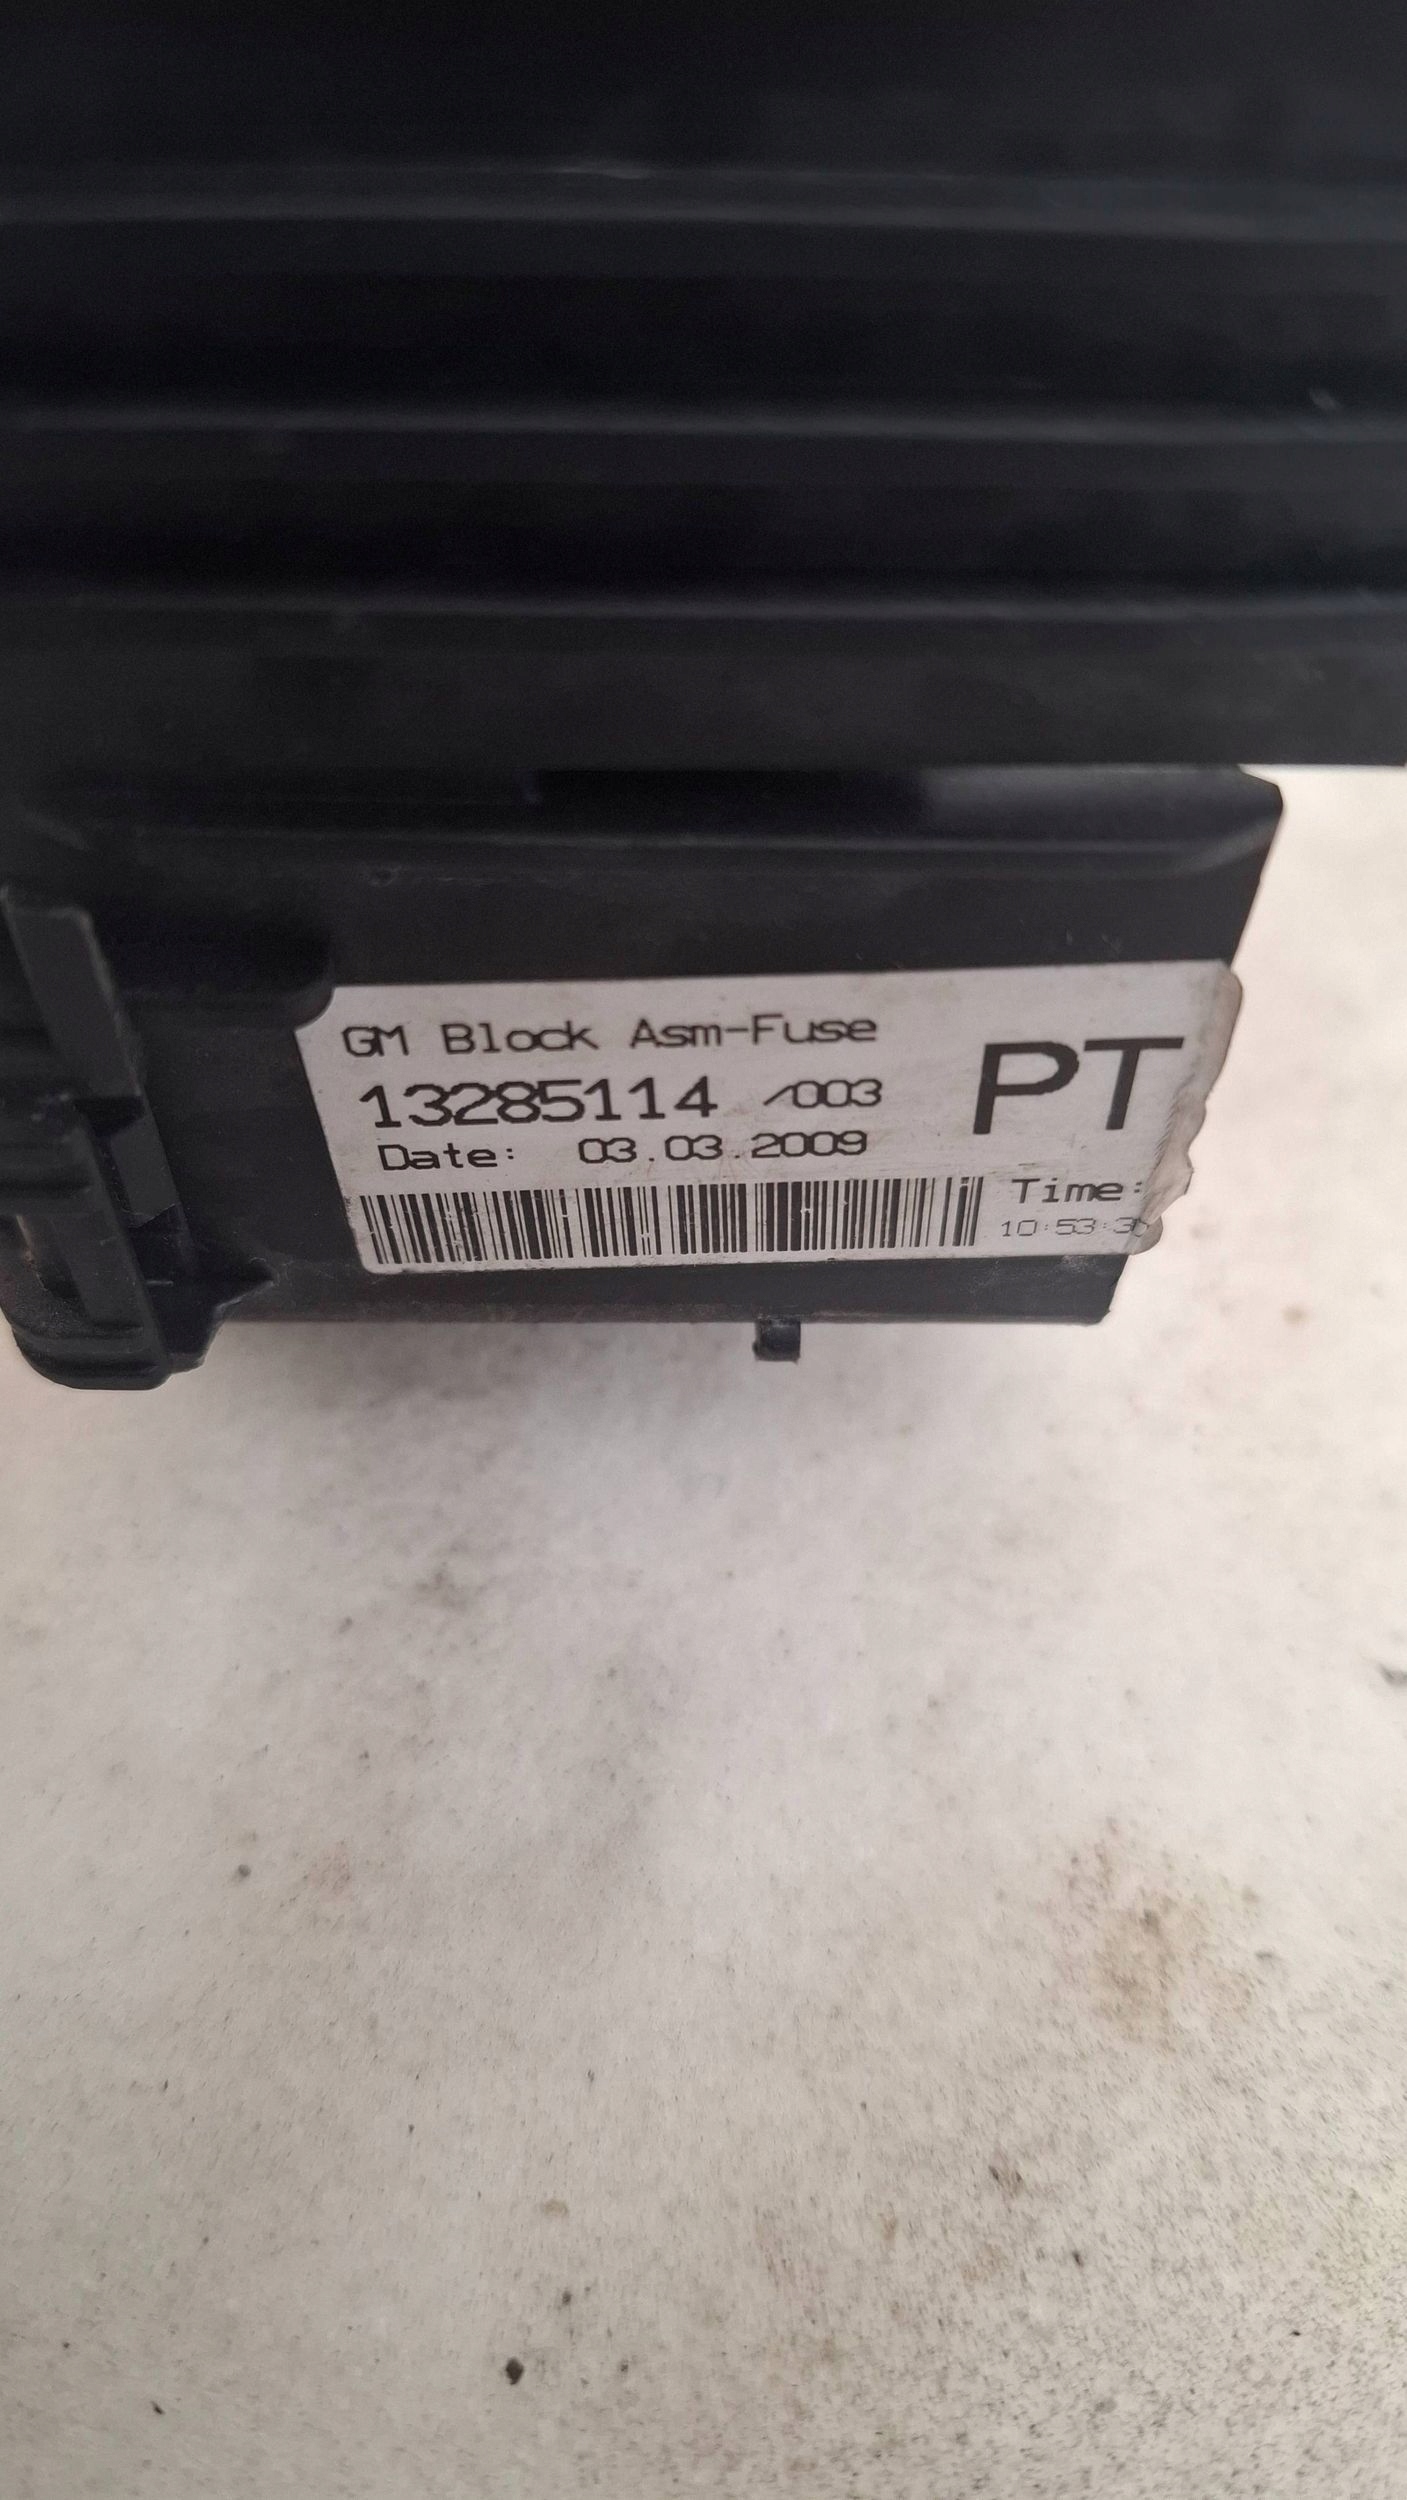 GM Block Asm-Fuse
13285114 /003
PT
Date: 03.03.2009
Time: